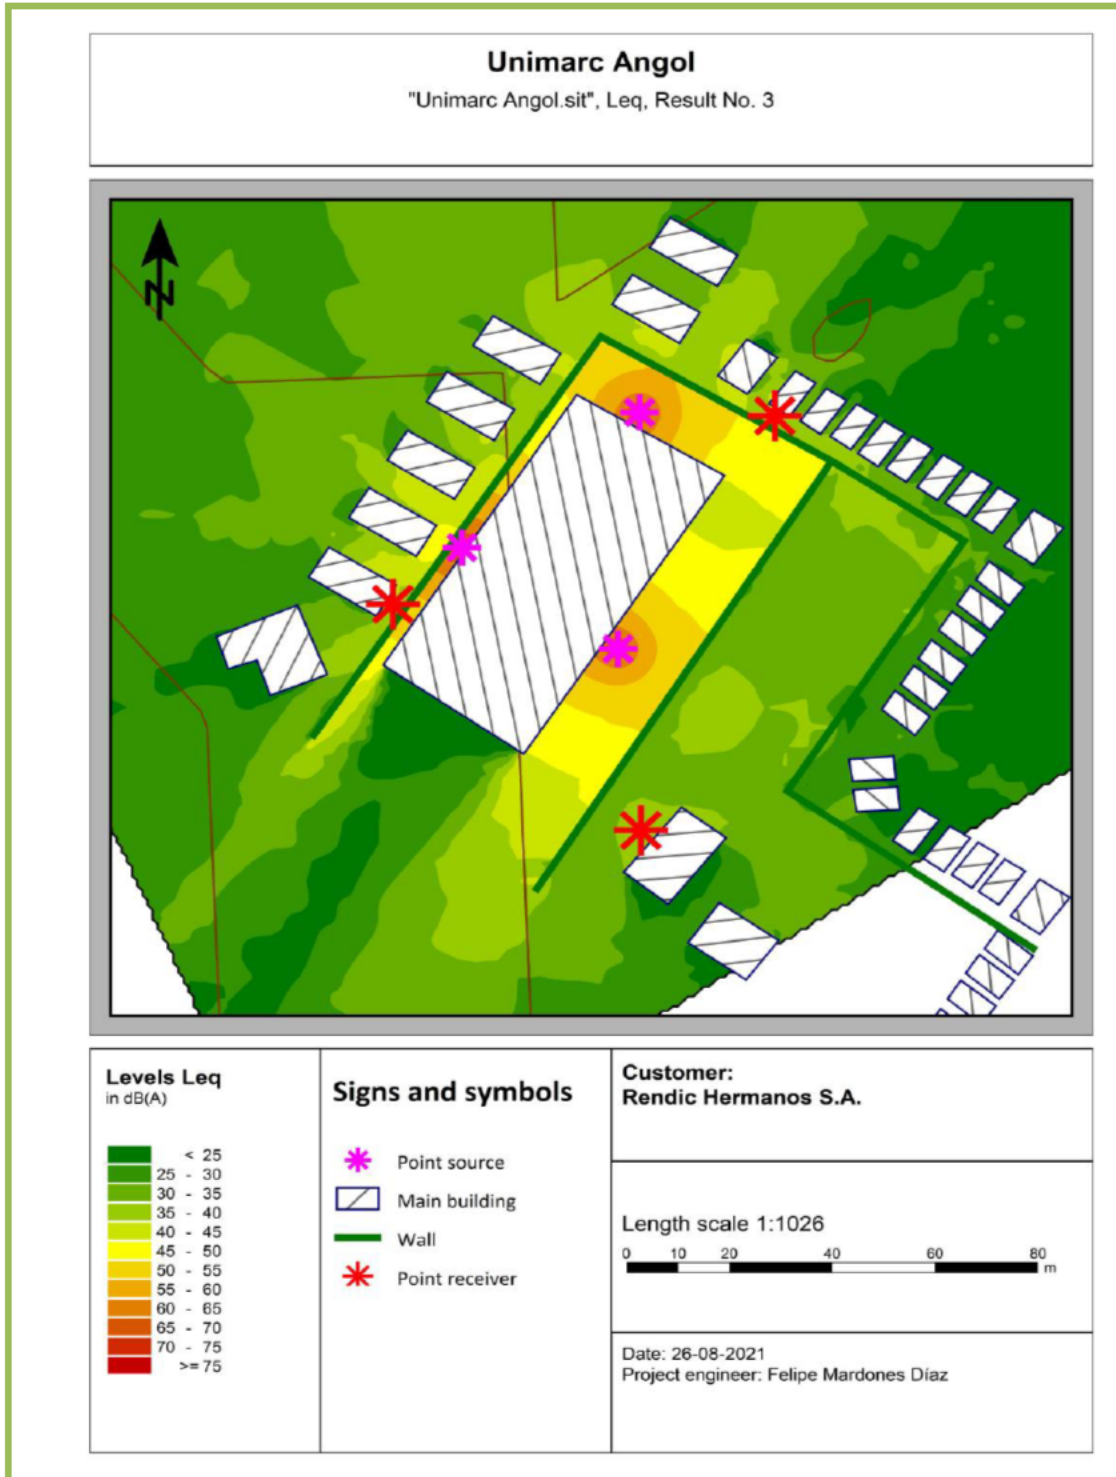 Unimarc Angol
"Unimarc Angol.sit", Leq, Result No. 3
N
Levels Leq
in dB(A)
< 25
25 - 30
30 - 35
35 - 40
40 - 45
45 - 50
50 - 55
55 - 60
60 - 65
65 - 70
70 - 75
>= 75
Signs and symbols
Point source
Main building
Wall
Point receiver
Customer:
Rendic Hermanos S.A.
Length scale 1:1026
0 10 20 40 60 80
m
Date: 26-08-2021
Project engineer: Felipe Mardones Díaz